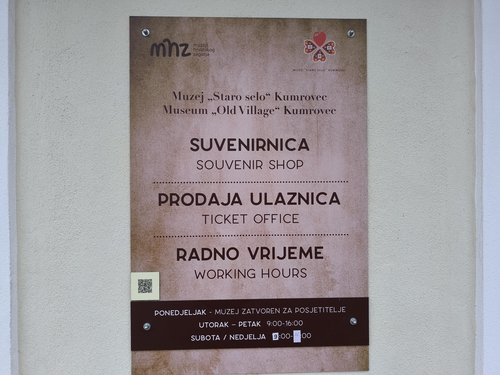 mhz
Muzej „Staro selo“ Kumrovec
Museum „Old Village“ Kumrovec
SUVENIRNICA
SOUVENIR SHOP
PRODAJA ULAZNICA
TICKET OFFICE
RADNO VRIJEME
WORKING HOURS
PONEDJELJAK - MUZEJ ZATVOREN ZA POSJETITELJE
UTORAK – PETAK 9:00-16:00
SUBOTA / NEDJELJA